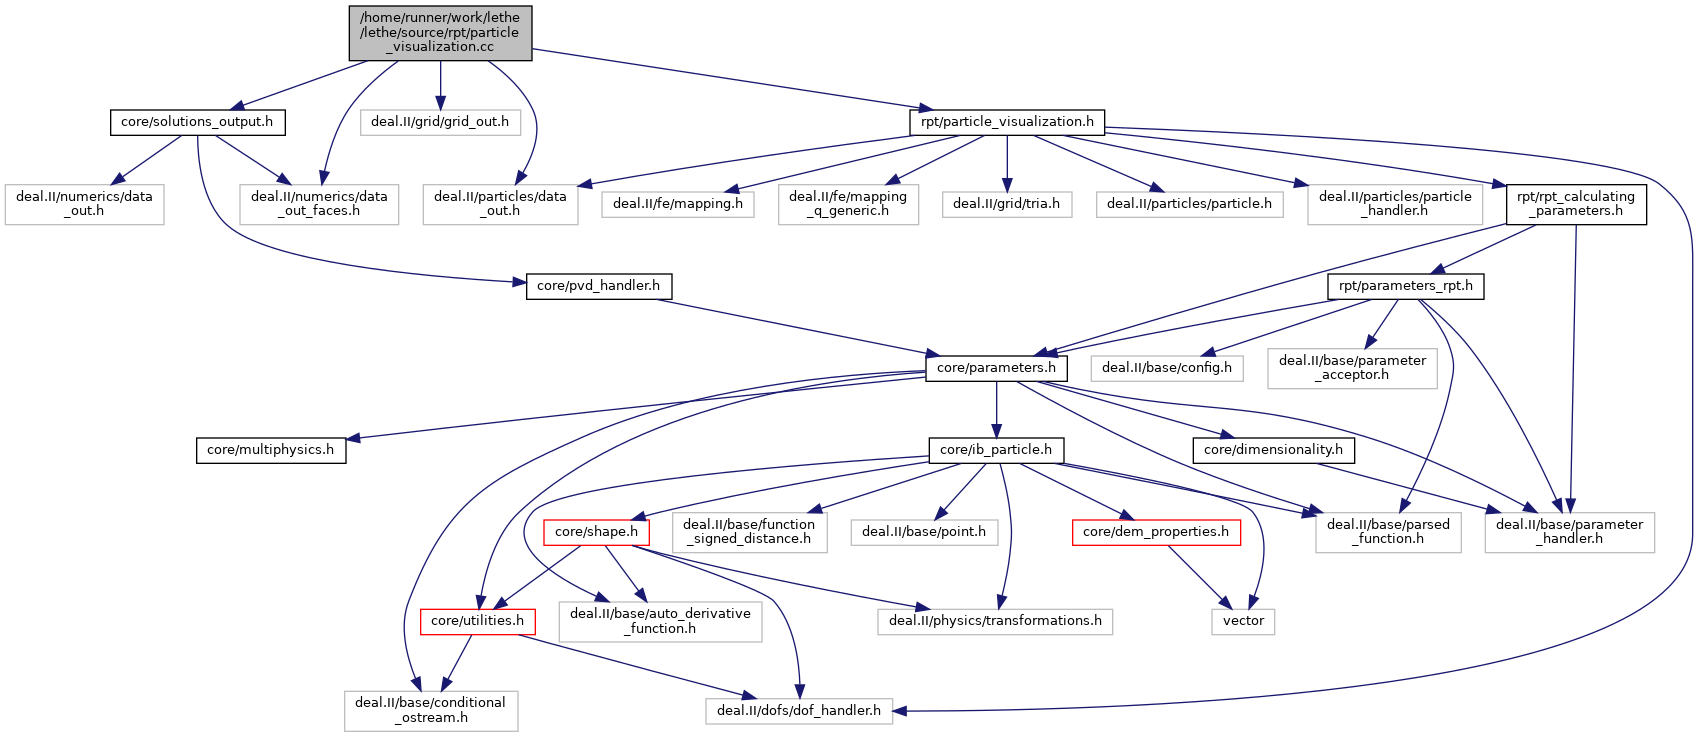 /home/runner/work/lethe
/lethe/source/rpt/particle
_visualization.cc
core/solutions_output.h
deal.II/grid/grid_out.h
rpt/particle_visualization.h
deal.II/numerics/data
_out.h
deal.II/numerics/data
_out_faces.h
deal.II/particles/data
_out.h
deal.II/fe/mapping.h
deal.II/fe/mapping
_q_generic.h
deal.II/grid/tria.h
deal.II/particles/particle.h
deal.II/particles/particle
_handler.h
rpt/rpt_calculating
_parameters.h
core/pvd_handler.h
rpt/parameters_rpt.h
core/parameters.h
deal.II/base/config.h
deal.II/base/parameter
_acceptor.h
core/multiphysics.h
core/ib_particle.h
core/dimensionality.h
core/shape.h
deal.II/base/function
_signed_distance.h
deal.II/base/point.h
core/dem_properties.h
deal.II/base/parsed
_function.h
deal.II/base/parameter
_handler.h
core/utilities.h
deal.II/base/auto_derivative
_function.h
deal.II/physics/transformations.h
vector
deal.II/base/conditional
_ostream.h
deal.II/dofs/dof_handler.h